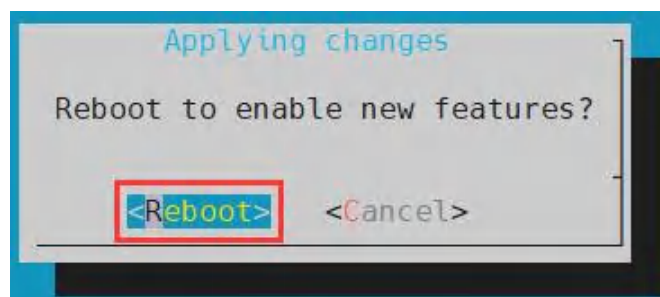 Applying changes
Reboot to enable new features?
<Reboot> <Cancel>